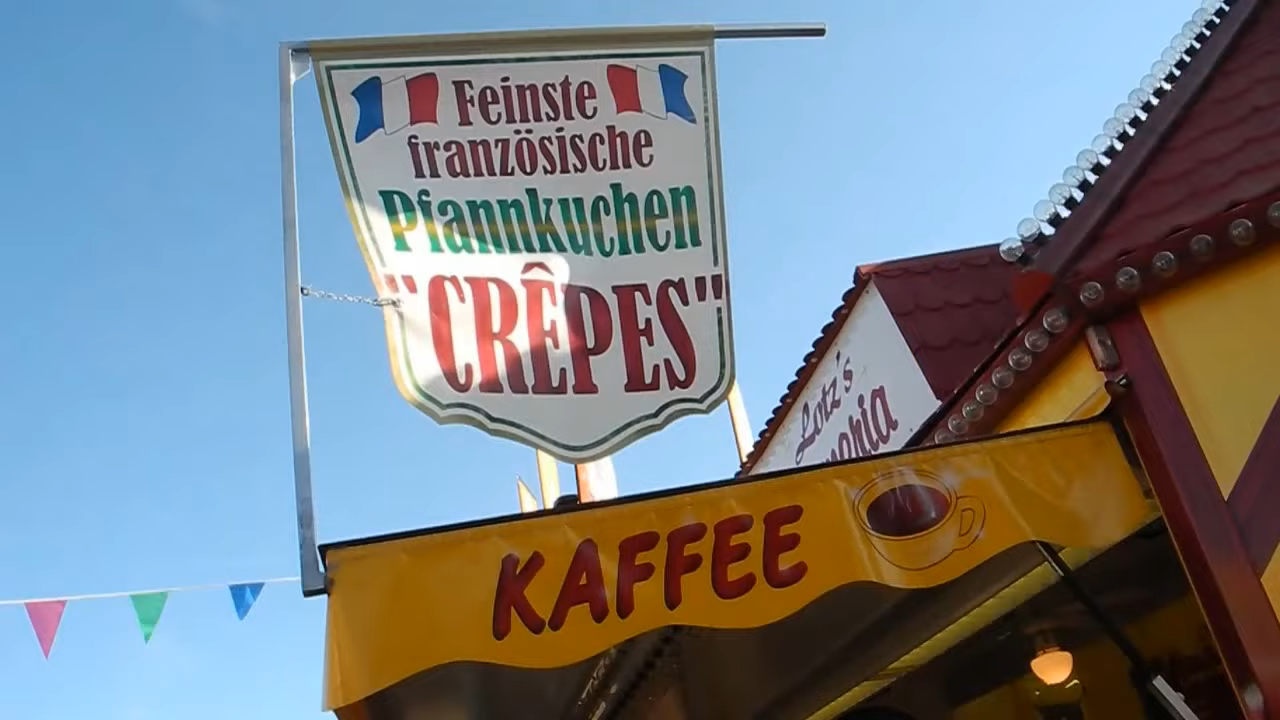 Feinste
französische
Pfannkuchen
"CRÊPES"
Lotz's
KAFFEE